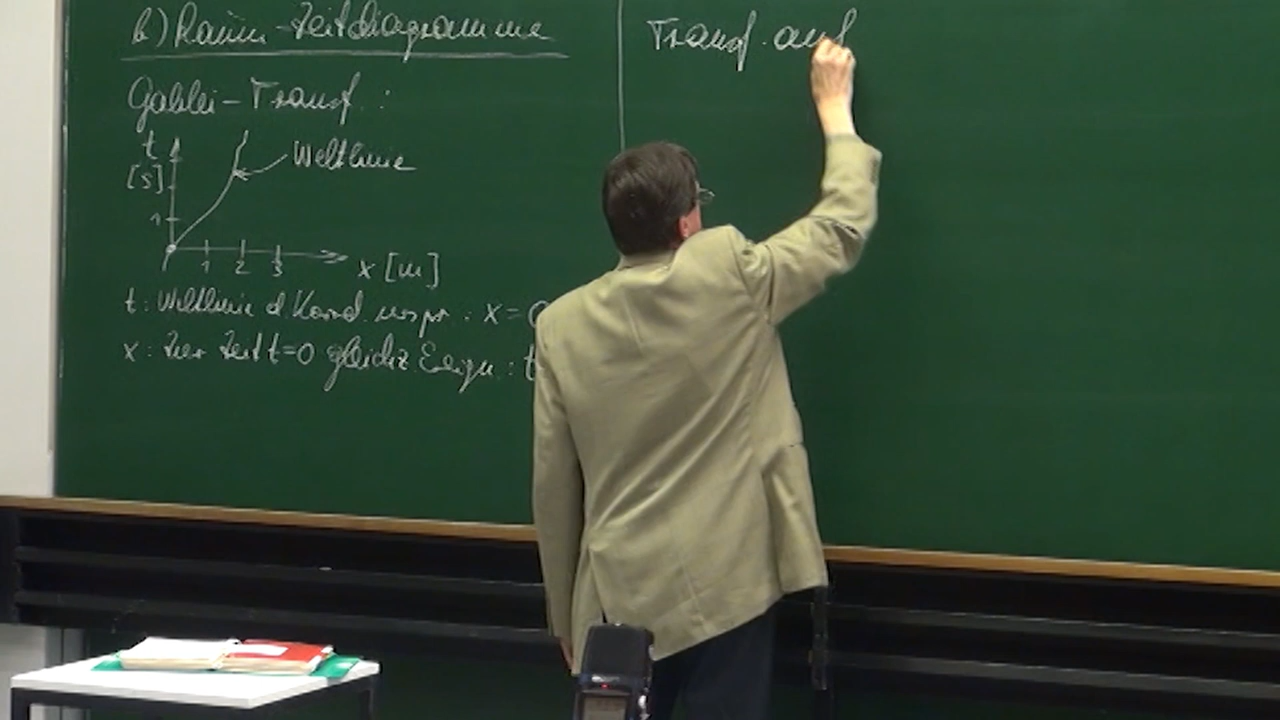 b) Raum-Zeitdiagramme
Galilei-Transf.:
t
[s]
Weltlinie
1
1 2 3
x [m]
t: Weltlinie d Koord. urspr.: x=0
x: zur Zeit t=0 gleichz Ereign.: t
Transf. auf